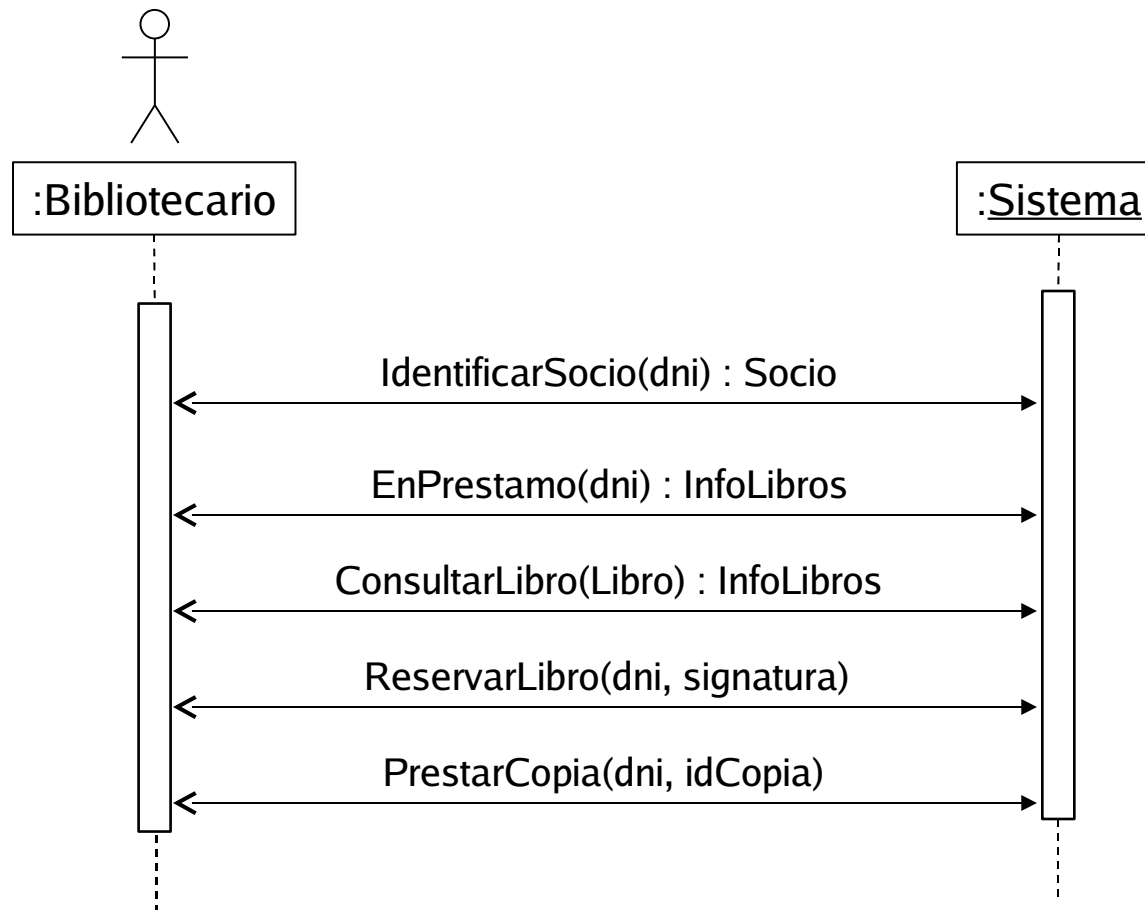 :Bibliotecario
:Sistema
IdentificarSocio(dni) : Socio
EnPrestamo(dni) : InfoLibros
ConsultarLibro(Libro) : InfoLibros
ReservarLibro(dni, signatura)
PrestarCopia(dni, idCopia)